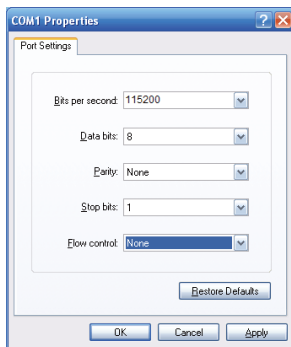 COM1 Properties
Port Settings
Bits per second: 115200
Data bits: 8
Parity: None
Stop bits: 1
Flow control: None
Restore Defaults
OK Cancel Apply